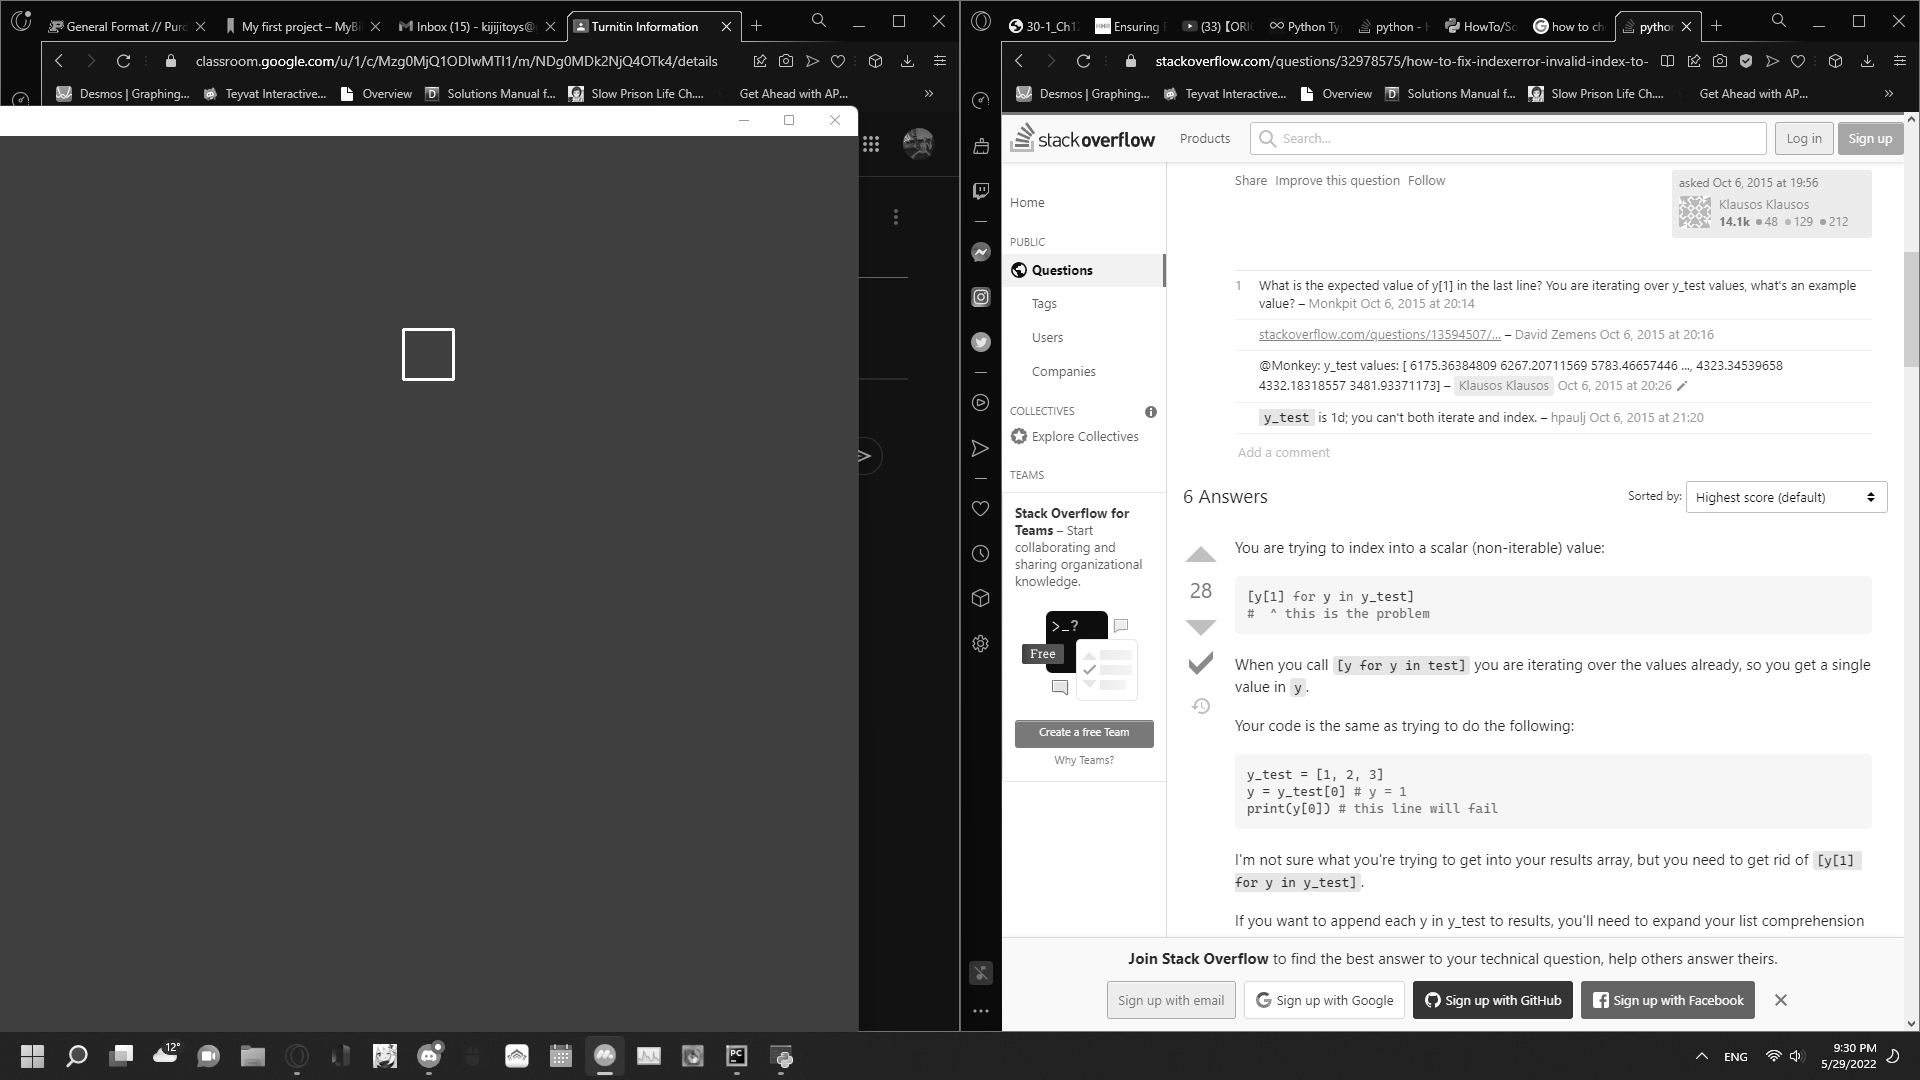 General Format // Purd
My first project – MyBi
Inbox (15) - kijijitoys@g
Turnitin Information
classroom.google.com/u/1/c/Mzg0MjQ1ODIwMTI1/m/NDg0MDk2NjQ4OTk4/details
Desmos | Graphing...
Teyvat Interactive...
Overview
Solutions Manual f...
Slow Prison Life Ch....
Get Ahead with AP...
»
30-1_Ch1
Ensuring F
(33) 【ORIG
Python Ty
python -
HowTo/So
how to ch
python
stackoverflow.com/questions/32978575/how-to-fix-indexerror-invalid-index-to-
Desmos | Graphing...
Teyvat Interactive...
Overview
Solutions Manual f...
Slow Prison Life Ch....
Get Ahead with AP...
»
stackoverflow
Products
Search...
Log in
Sign up
Home
PUBLIC
Questions
Tags
Users
Companies
COLLECTIVES
Explore Collectives
TEAMS
Stack Overflow for
Teams – Start
collaborating and
sharing organizational
knowledge.
>_?
Free
Create a free Team
Why Teams?
Share Improve this question Follow
asked Oct 6, 2015 at 19:56
Klausos Klausos
14.1k ●48 ●129 ●212
1 What is the expected value of y[1] in the last line? You are iterating over y_test values, what's an example
value? – Monkpit Oct 6, 2015 at 20:14
stackoverflow.com/questions/13594507/... – David Zemens Oct 6, 2015 at 20:16
@Monkey: y_test values: [ 6175.36384809 6267.20711569 5783.46657446 ..., 4323.34539658
4332.18318557 3481.93371173] – Klausos Klausos Oct 6, 2015 at 20:26
y_test is 1d; you can't both iterate and index. – hpaulj Oct 6, 2015 at 21:20
Add a comment
6 Answers
Sorted by: Highest score (default)
28
You are trying to index into a scalar (non-iterable) value:
[y[1] for y in y_test]
#  ^ this is the problem
When you call [y for y in test] you are iterating over the values already, so you get a single
value in y.
Your code is the same as trying to do the following:
y_test = [1, 2, 3]
y = y_test[0] # y = 1
print(y[0]) # this line will fail
I'm not sure what you're trying to get into your results array, but you need to get rid of [y[1]
for y in y_test].
If you want to append each y in y_test to results, you'll need to expand your list comprehension
Join Stack Overflow to find the best answer to your technical question, help others answer theirs.
Sign up with email
Sign up with Google
Sign up with GitHub
Sign up with Facebook
12°
PC
ENG
9:30 PM
5/29/2022